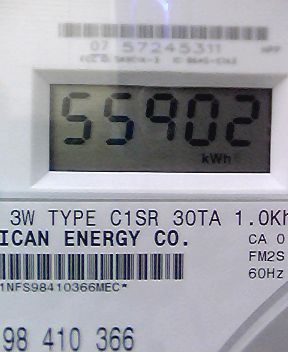 07 57245311
55902
kWh
3W TYPE C1SR 30TA 1.0Kh
ICAN ENERGY CO.
CA 0
FM2S
60Hz
1NFS98410366MEC*
98 410 366